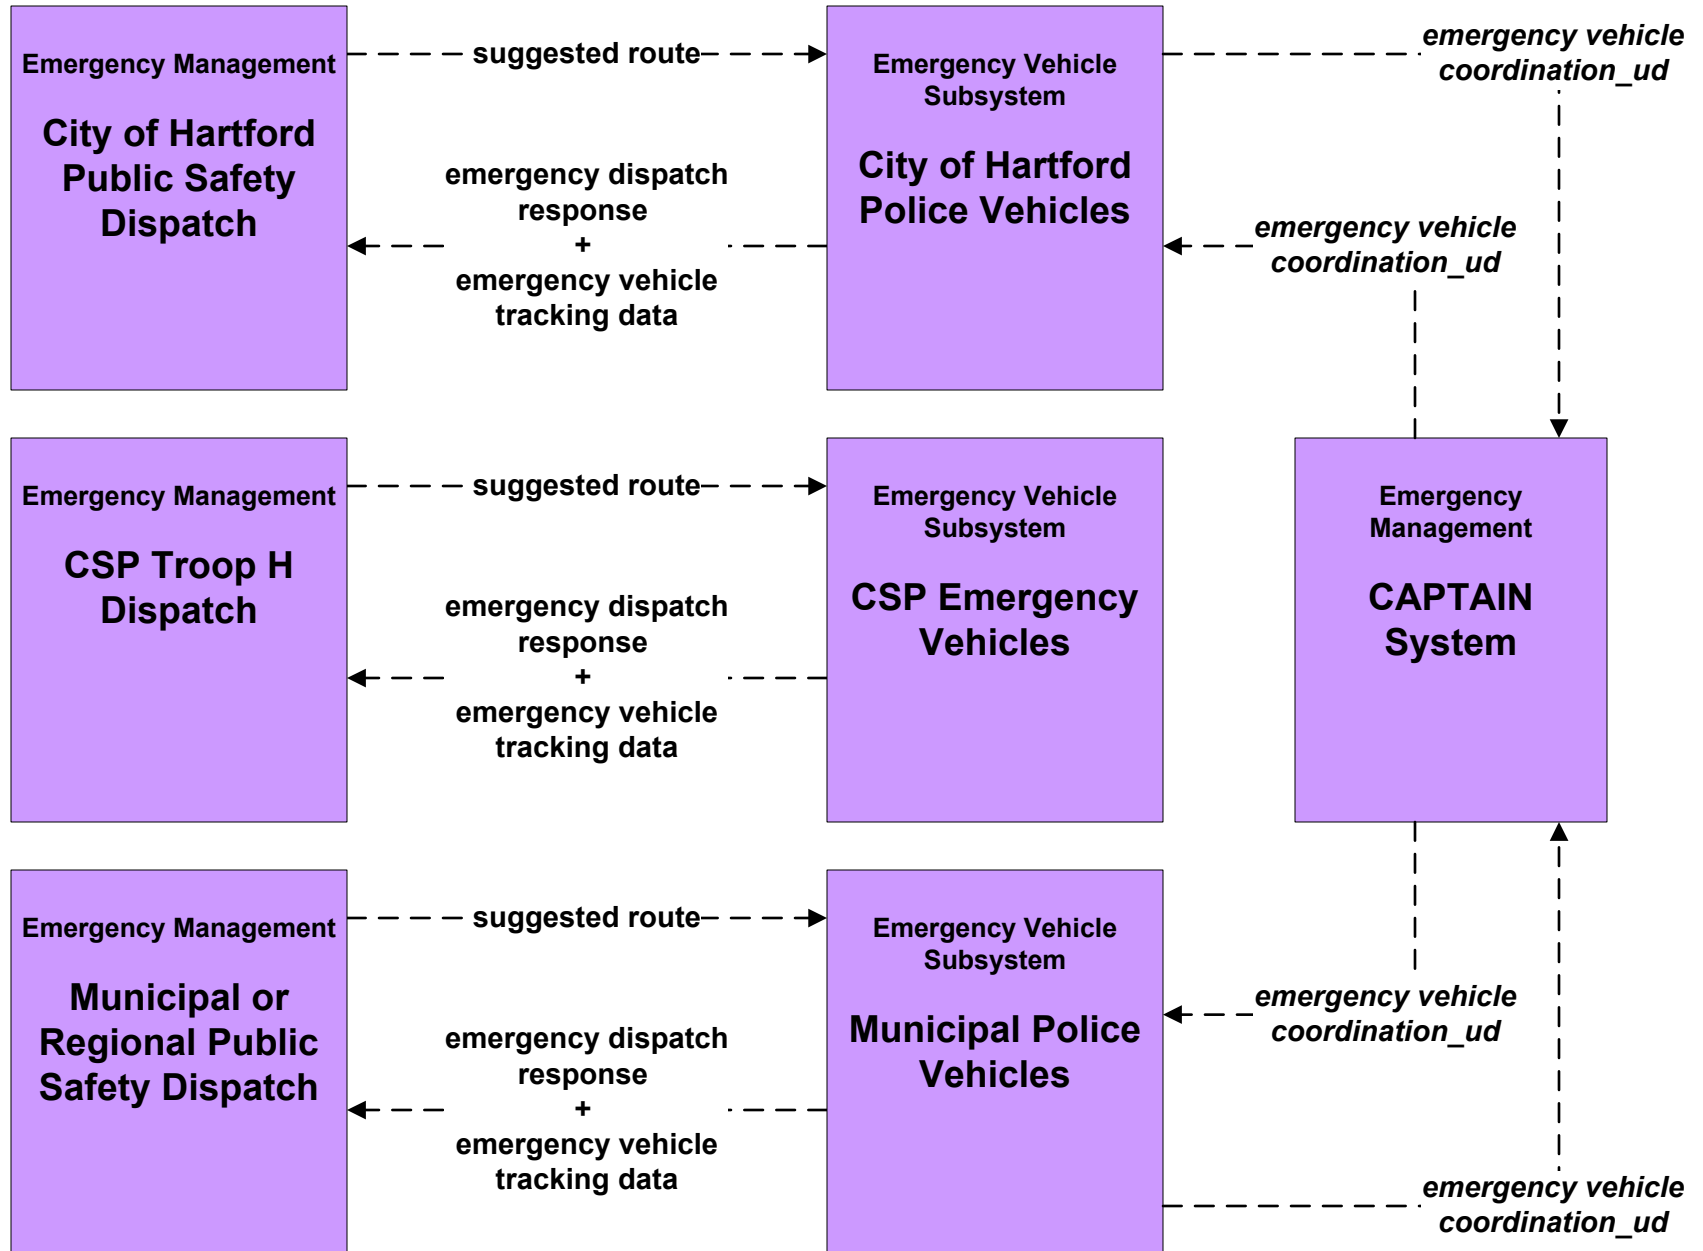 Emergency Management
City of Hartford
Public Safety
Dispatch
suggested route
emergency dispatch
response
+
emergency vehicle
tracking data
Emergency Vehicle
Subsystem
City of Hartford
Police Vehicles
emergency vehicle
coordination_ud
emergency vehicle
coordination_ud
Emergency Management
CSP Troop H
Dispatch
suggested route
emergency dispatch
response
+
emergency vehicle
tracking data
Emergency Vehicle
Subsystem
CSP Emergency
Vehicles
Emergency
Management
CAPTAIN
System
Emergency Management
Municipal or
Regional Public
Safety Dispatch
suggested route
emergency dispatch
response
+
emergency vehicle
tracking data
Emergency Vehicle
Subsystem
Municipal Police
Vehicles
emergency vehicle
coordination_ud
emergency vehicle
coordination_ud